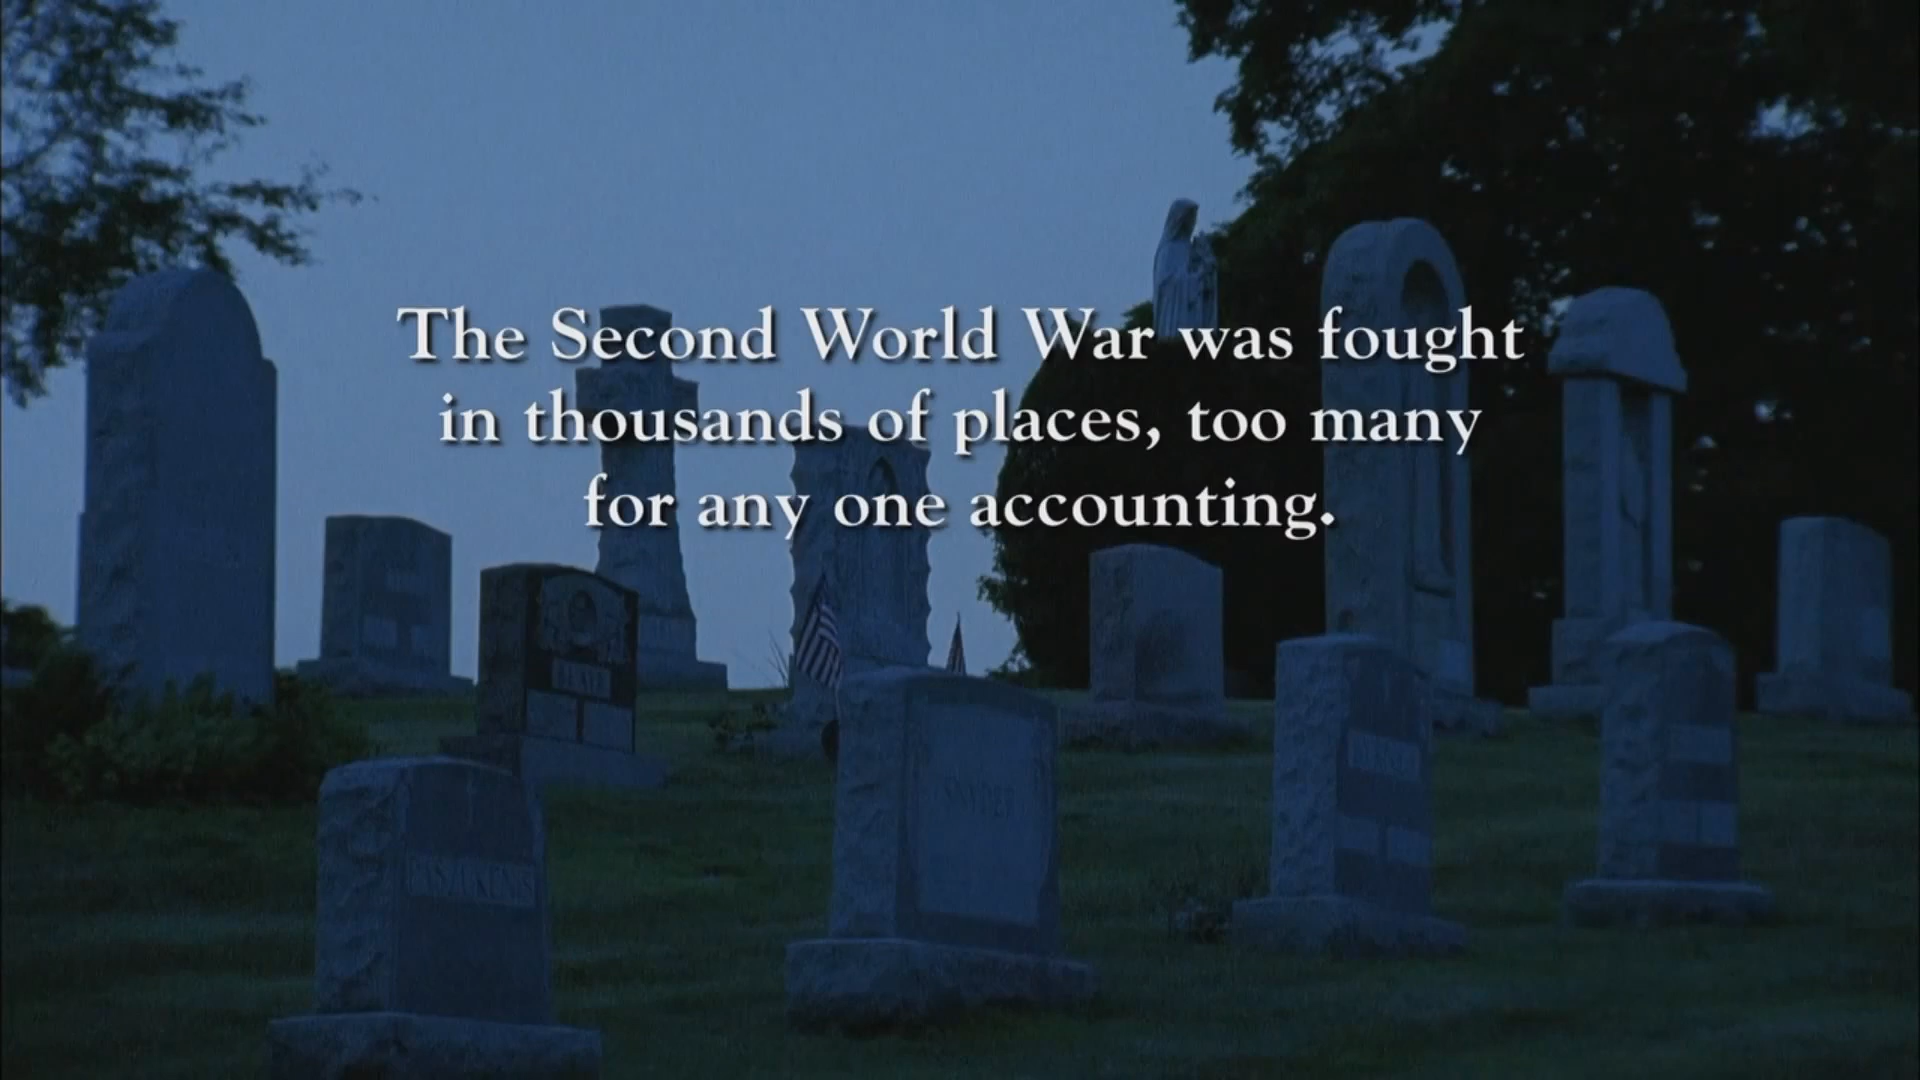 The Second World War was fought
in thousands of places, too many
for any one accounting.